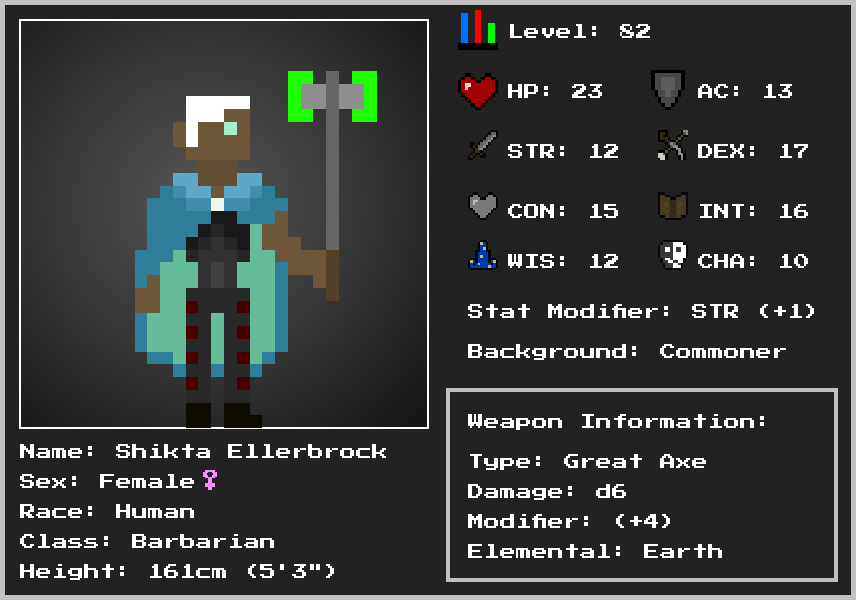 Level: 82
HP: 23
AC: 13
STR: 12
DEX: 17
CON: 15
INT: 16
WIS: 12
CHA: 10
Stat Modifier: STR (+1)
Background: Commoner
Weapon Information:
Type: Great Axe
Damage: d6
Modifier: (+4)
Elemental: Earth
Name: Shikta Ellerbrock
Sex: Female♀
Race: Human
Class: Barbarian
Height: 161cm (5'3")